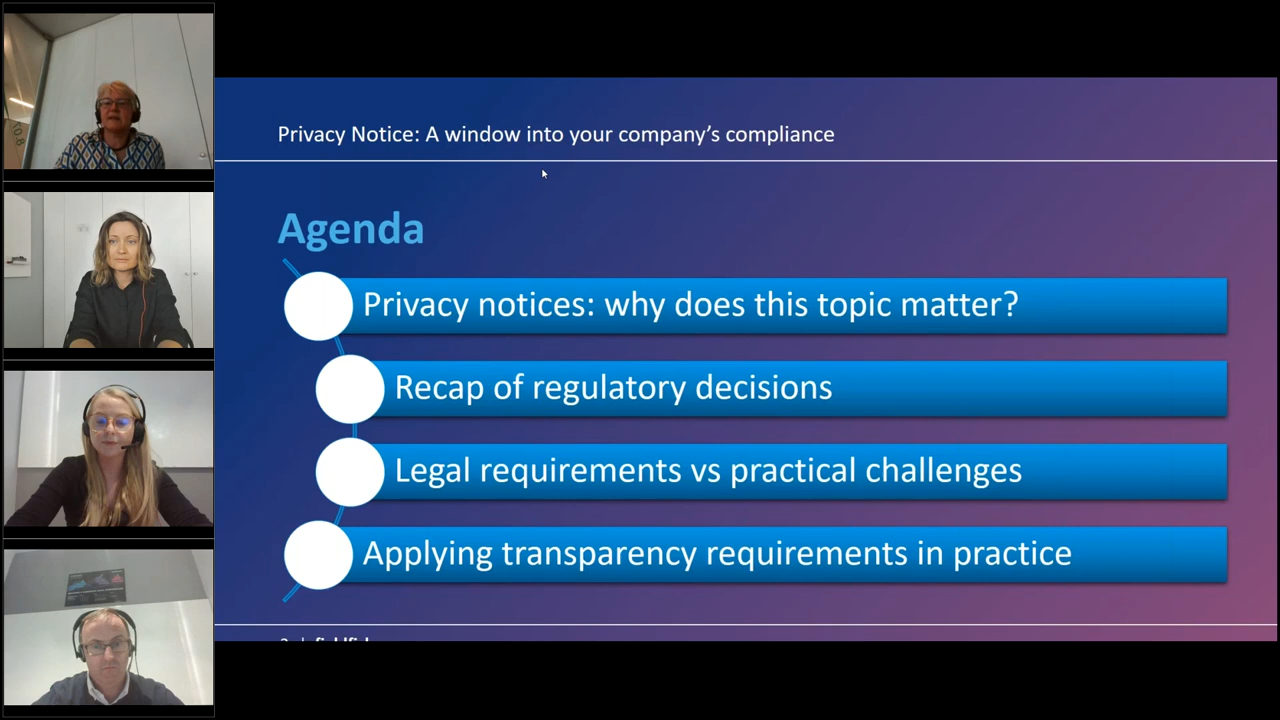 Privacy Notice: A window into your company's compliance
Agenda
Privacy notices: why does this topic matter?
Recap of regulatory decisions
Legal requirements vs practical challenges
Applying transparency requirements in practice